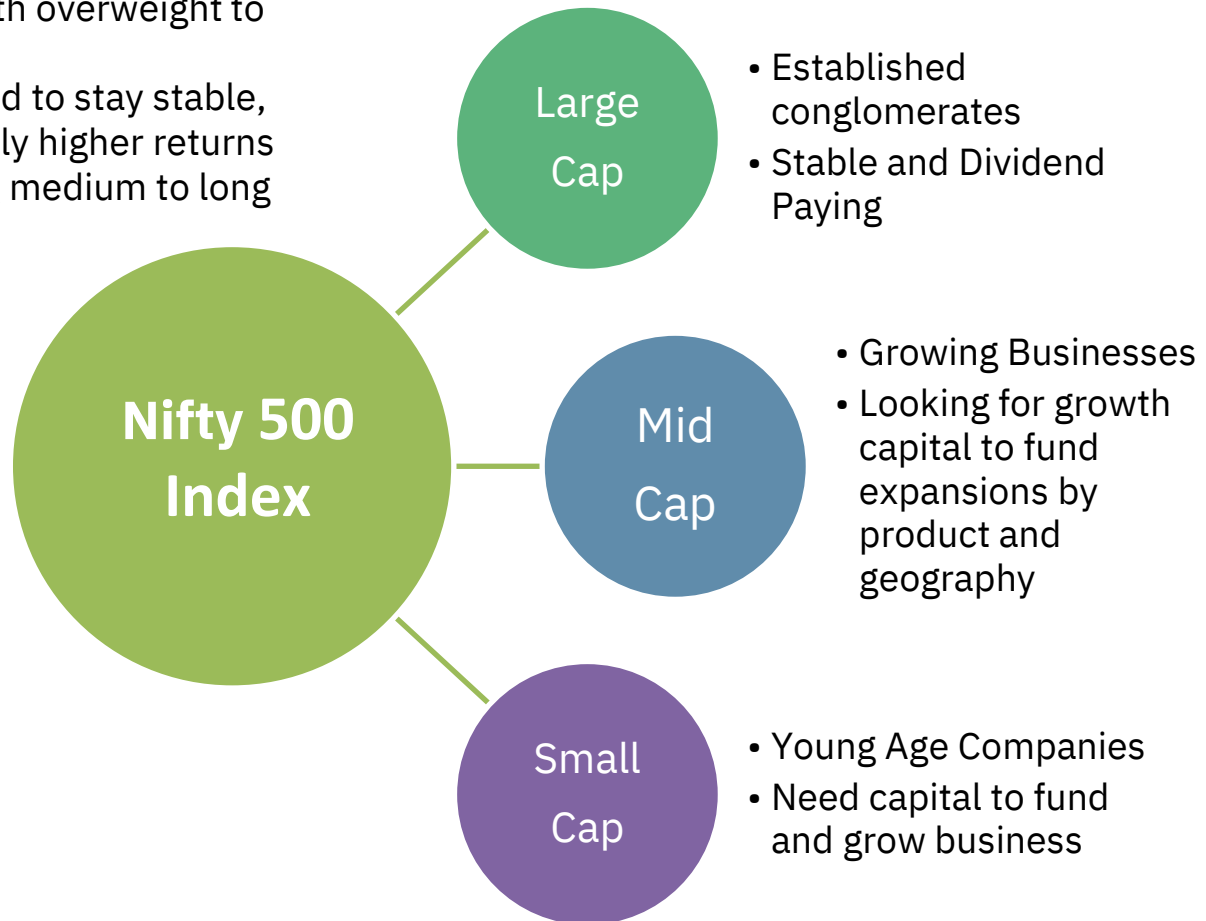 overweight to
d to stay stable,
ly higher returns
medium to long
Large
Cap
• Established
conglomerates
• Stable and Dividend
Paying
Nifty 500
Index
Mid
Cap
• Growing Businesses
• Looking for growth
capital to fund
expansions by
product and
geography
Small
Cap
• Young Age Companies
• Need capital to fund
and grow business